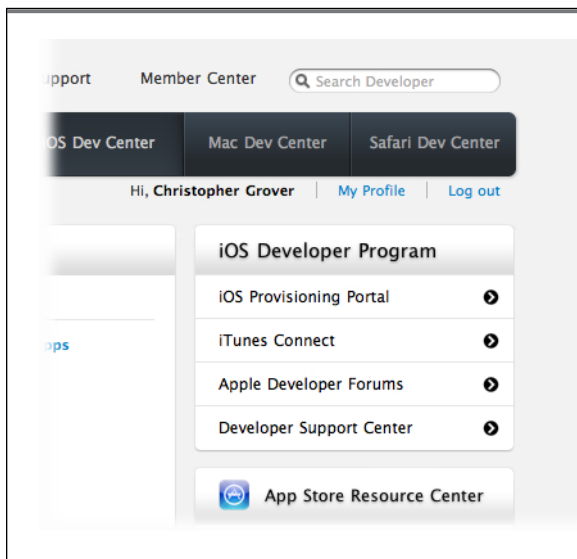 upport Member Center Search Developer
OS Dev Center Mac Dev Center Safari Dev Center
Hi, Christopher Grover My Profile Log out
iOS Developer Program
iOS Provisioning Portal
pps
iTunes Connect
Apple Developer Forums
Developer Support Center
App Store Resource Center